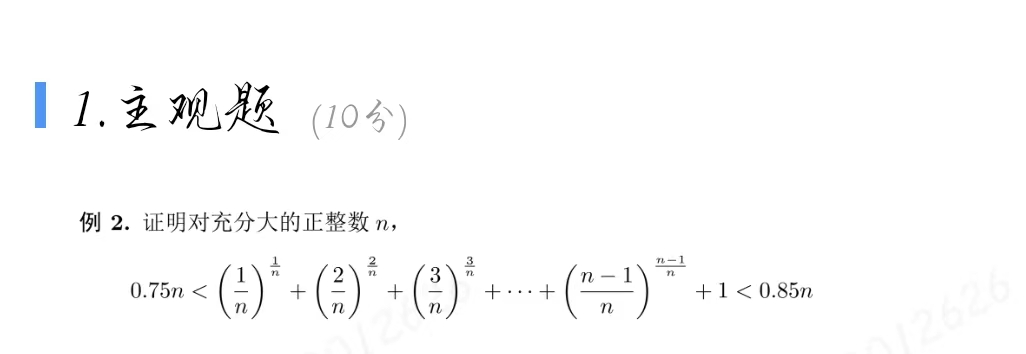 1.主观题 (10分)
例 2. 证明对充分大的正整数 n，
0.75n < (1/n)^{1/n} + (2/n)^{2/n} + (3/n)^{3/n} + ··· + ((n−1)/n)^{(n−1)/n} + 1 < 0.85n